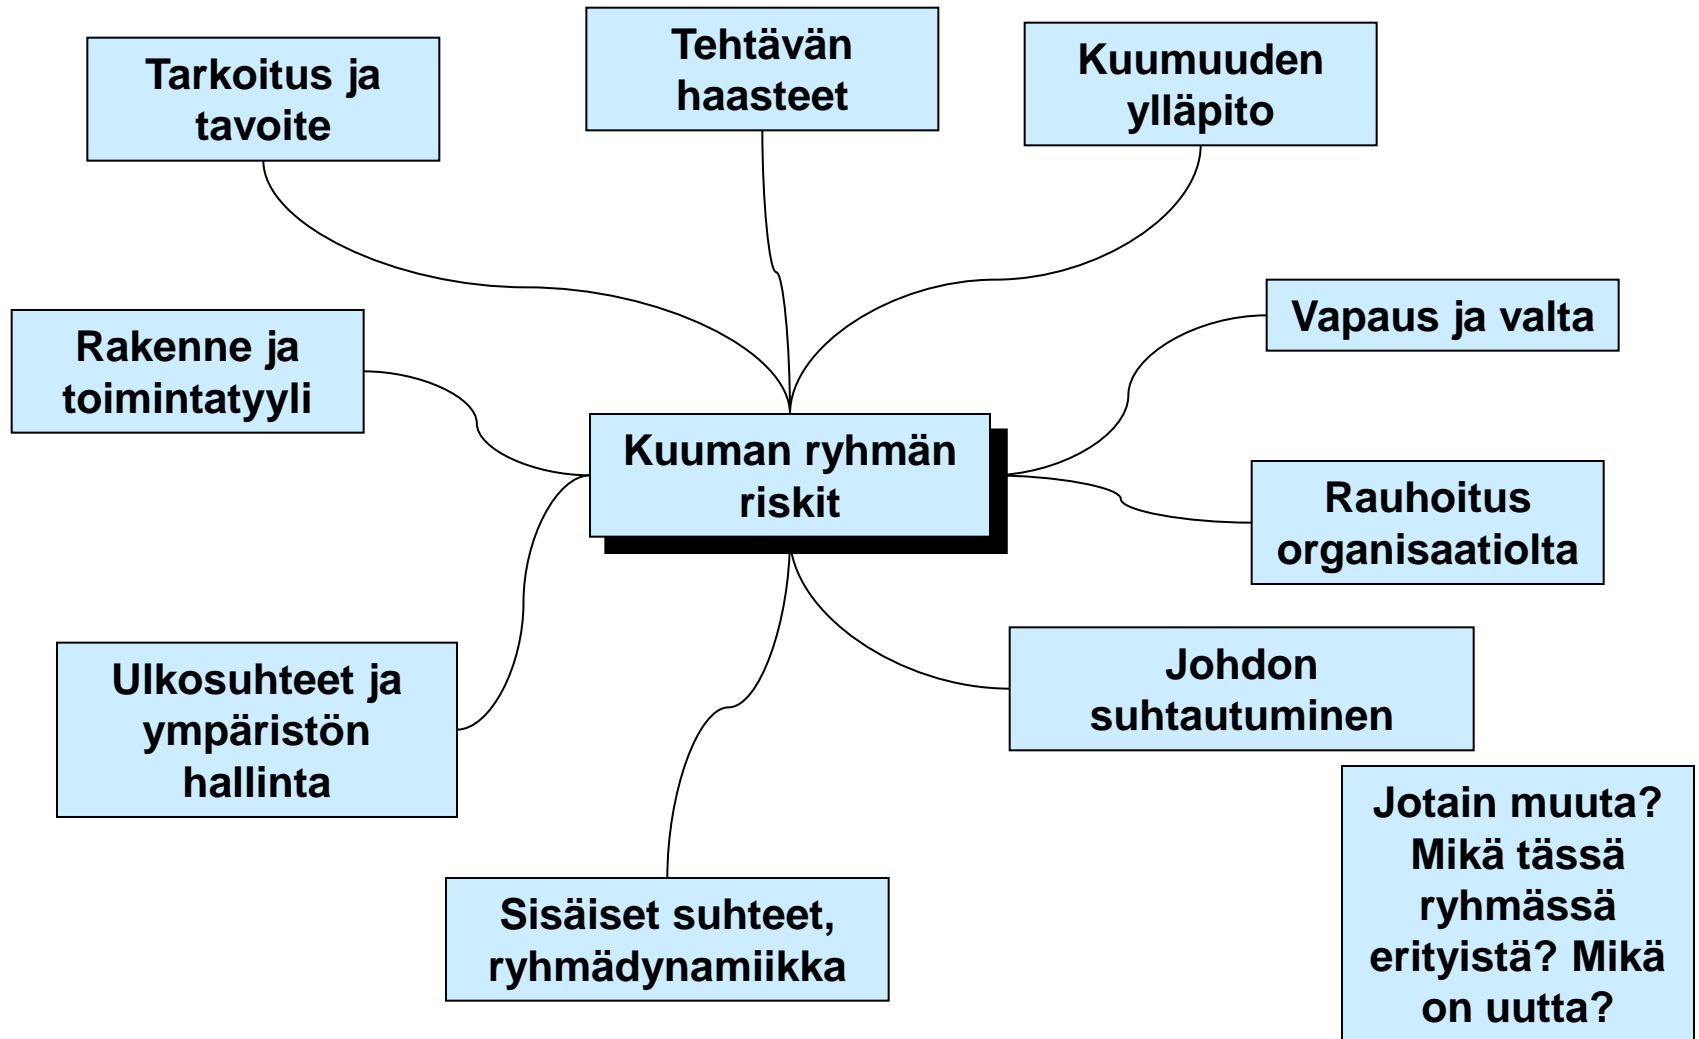 Tarkoitus ja
tavoite
Tehtävän
haasteet
Kuumuuden
ylläpito
Vapaus ja valta
Rakenne ja
toimintatyyli
Kuuman ryhmän
riskit
Rauhoitus
organisaatiolta
Ulkosuhteet ja
ympäristön
hallinta
Johdon
suhtautuminen
Sisäiset suhteet,
ryhmädynamiikka
Jotain muuta?
Mikä tässä
ryhmässä
erityistä? Mikä
on uutta?